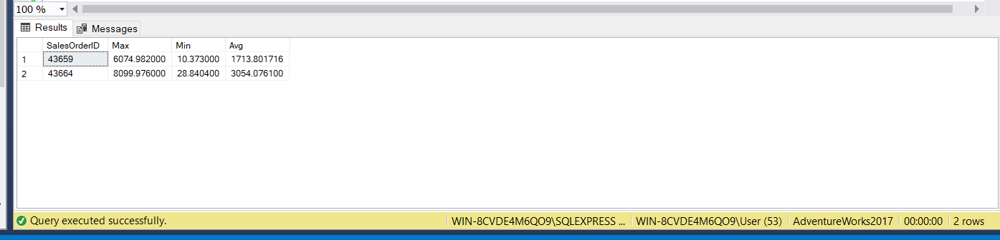 100 %
Results Messages
SalesOrderID Max Min Avg
1 43659 6074.982000 10.373000 1713.801716
2 43664 8099.976000 28.840400 3054.076100
Query executed successfully. WIN-8CVDE4M6QO9\SQLEXPRESS ... WIN-8CVDE4M6QO9\User (53) AdventureWorks2017 00:00:00 2 rows